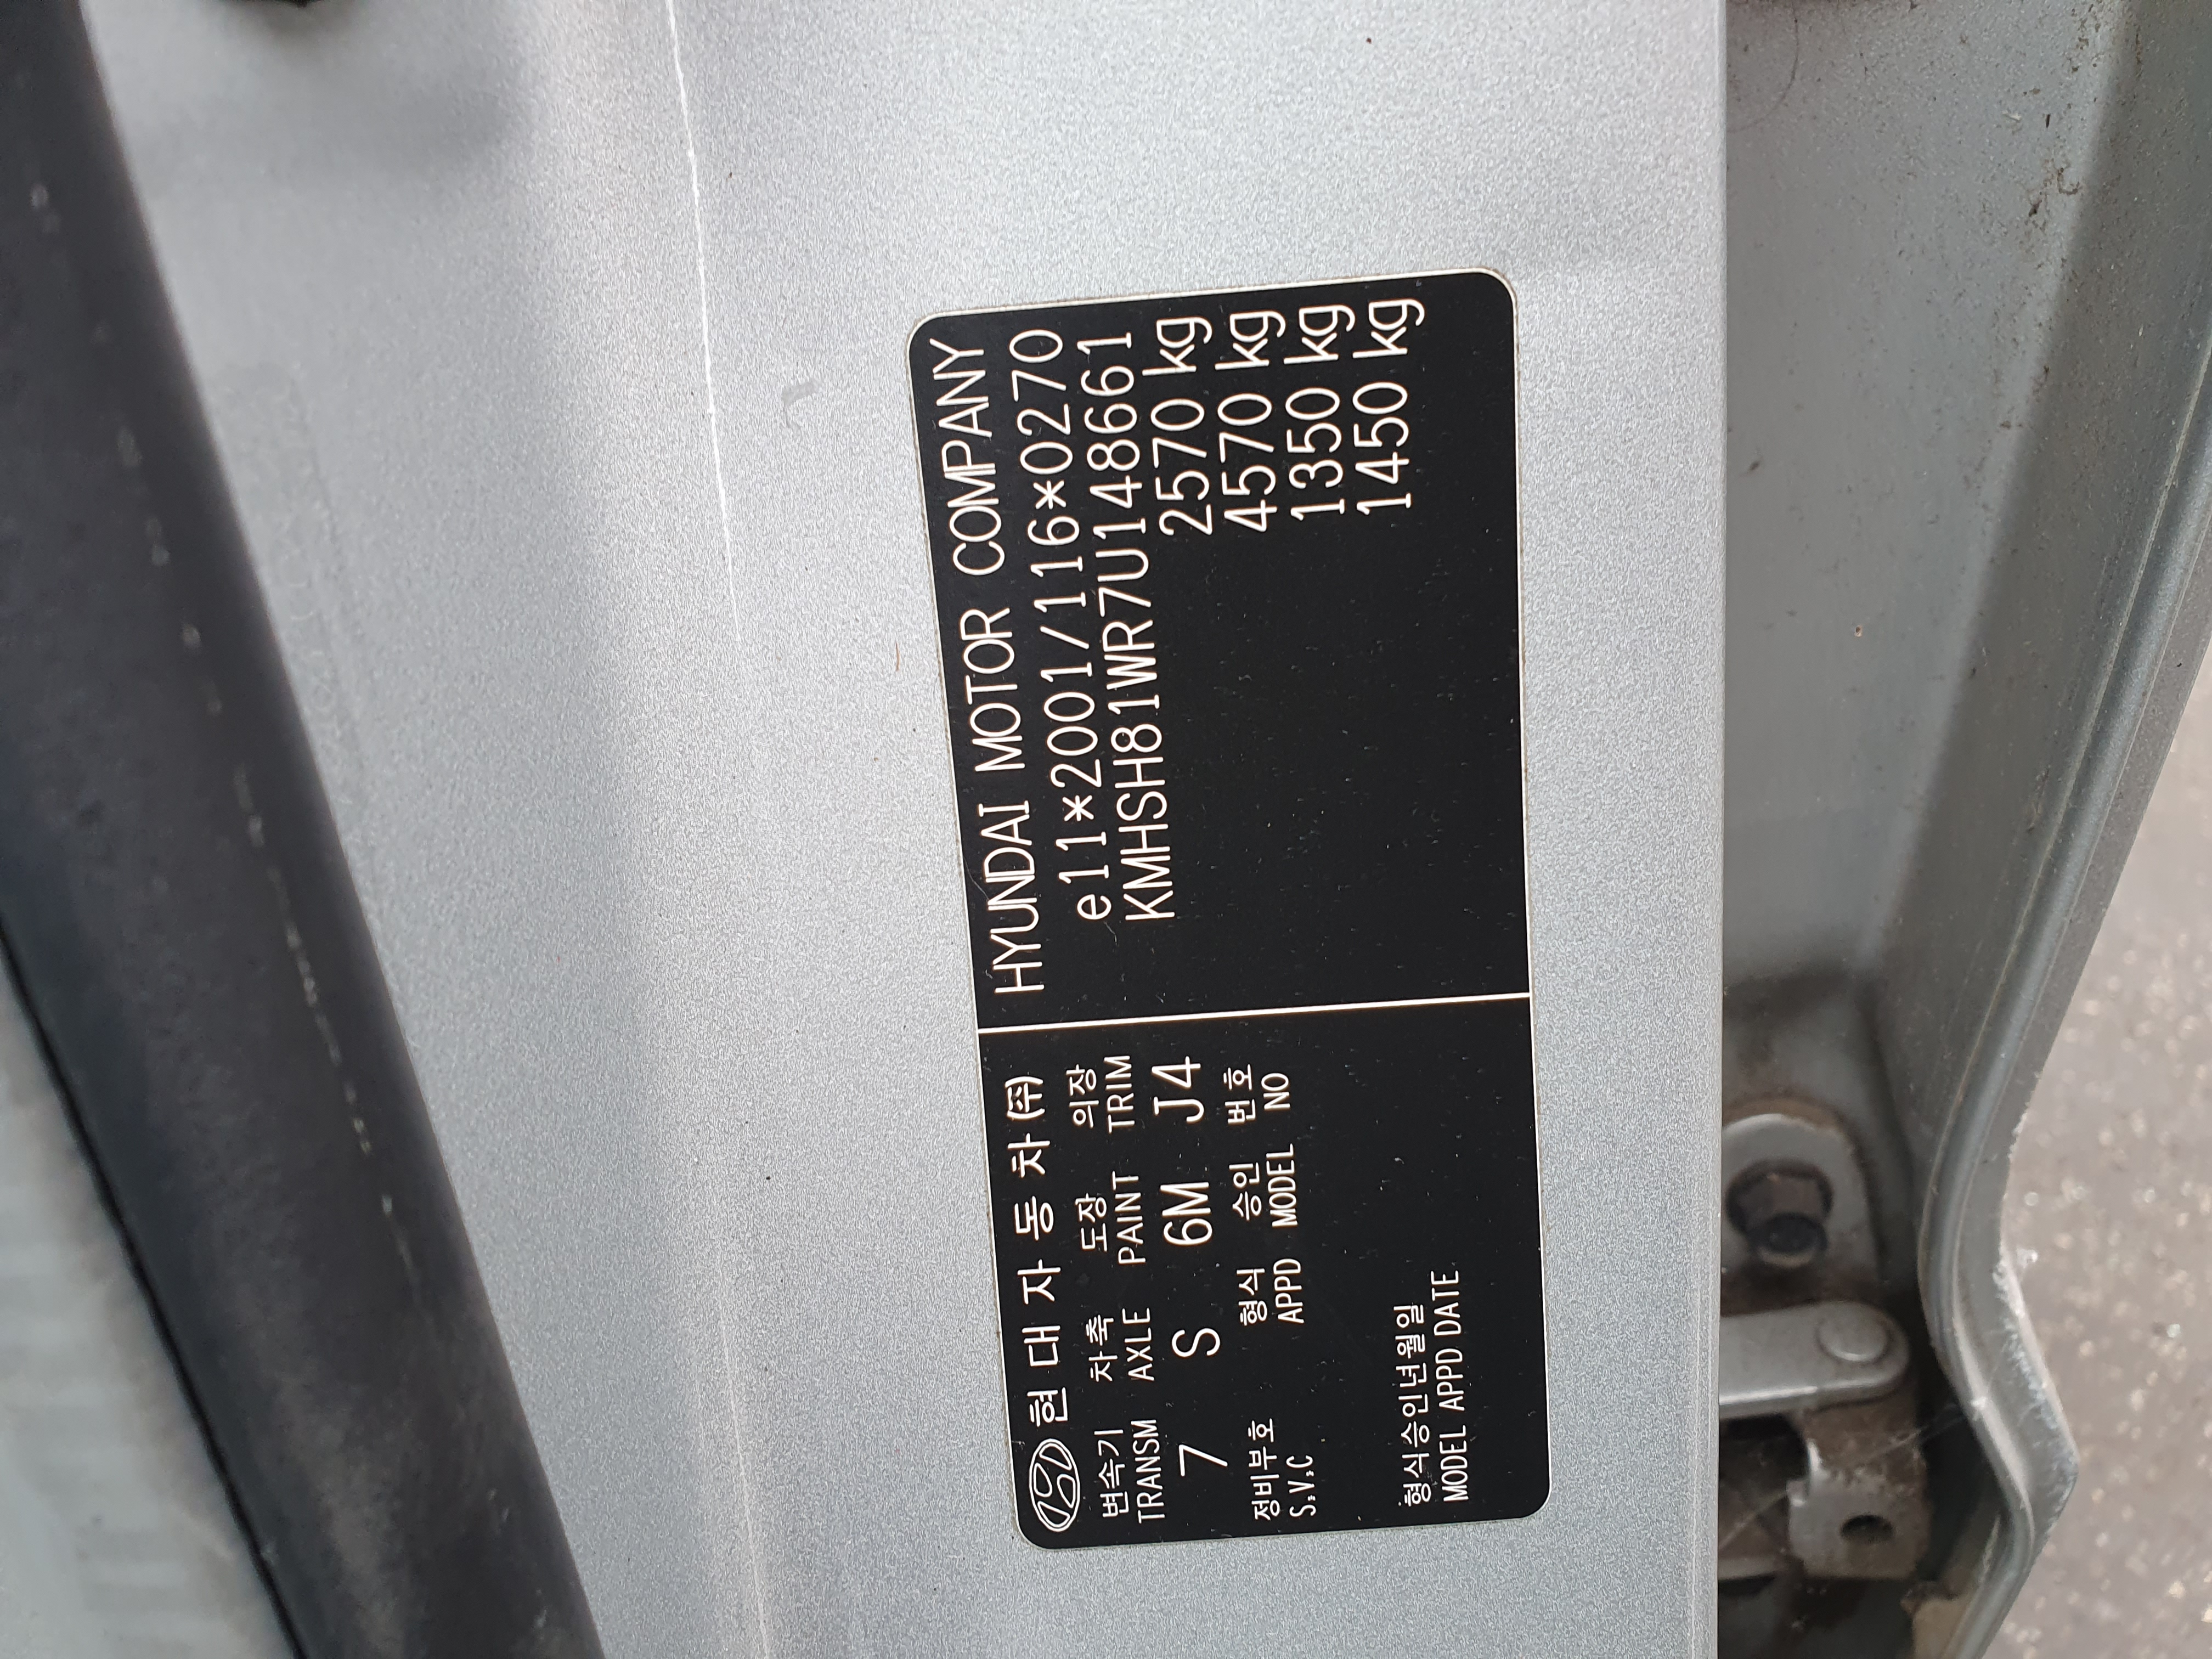 현대자동차㈜
변속기 차축 도장 의장
TRANSM AXLE PAINT TRIM
7 S 6M J4
정비부호 형식 승인 번호
S.V.C APPD MODEL NO
형식승인년월일
MODEL APPD DATE
HYUNDAI MOTOR COMPANY
e11*2001/116*0270
KMHSH81WR7U148661
2570 kg
4570 kg
1350 kg
1450 kg